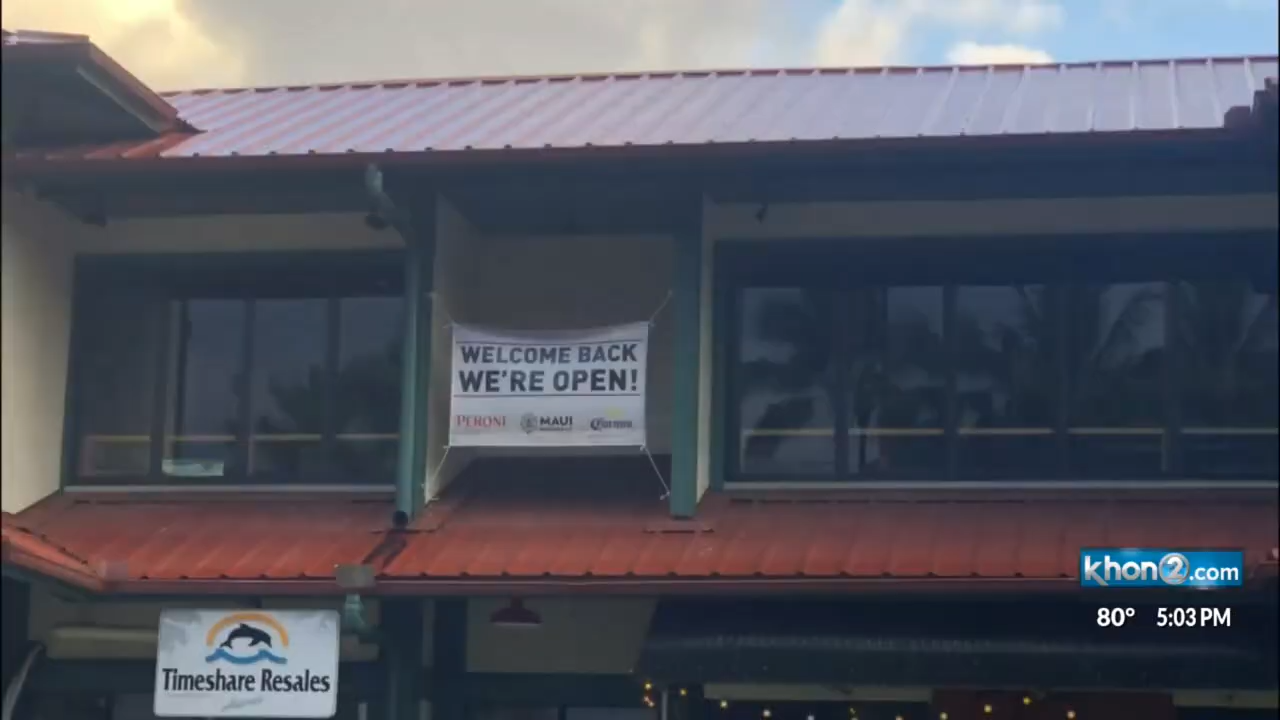 WELCOME BACK
WE'RE OPEN!
PERONI MAUI Corona
Timeshare Resales
khon2.com
80° 5:03 PM